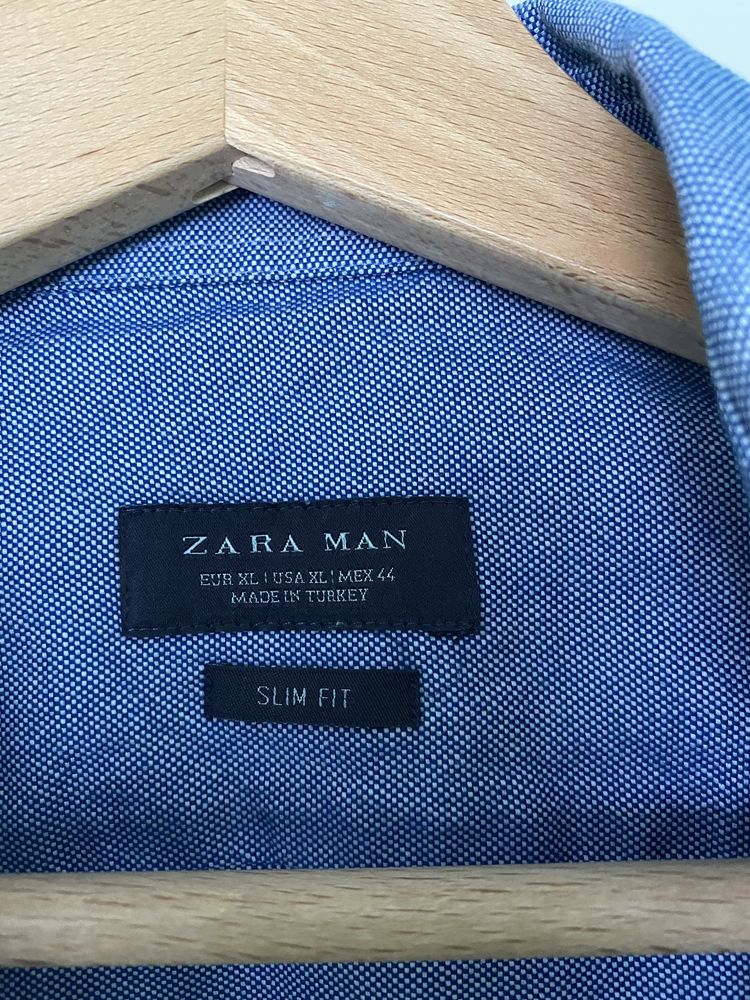 ZARA MAN
EUR XL | USA XL | MEX 44
MADE IN TURKEY
SLIM FIT